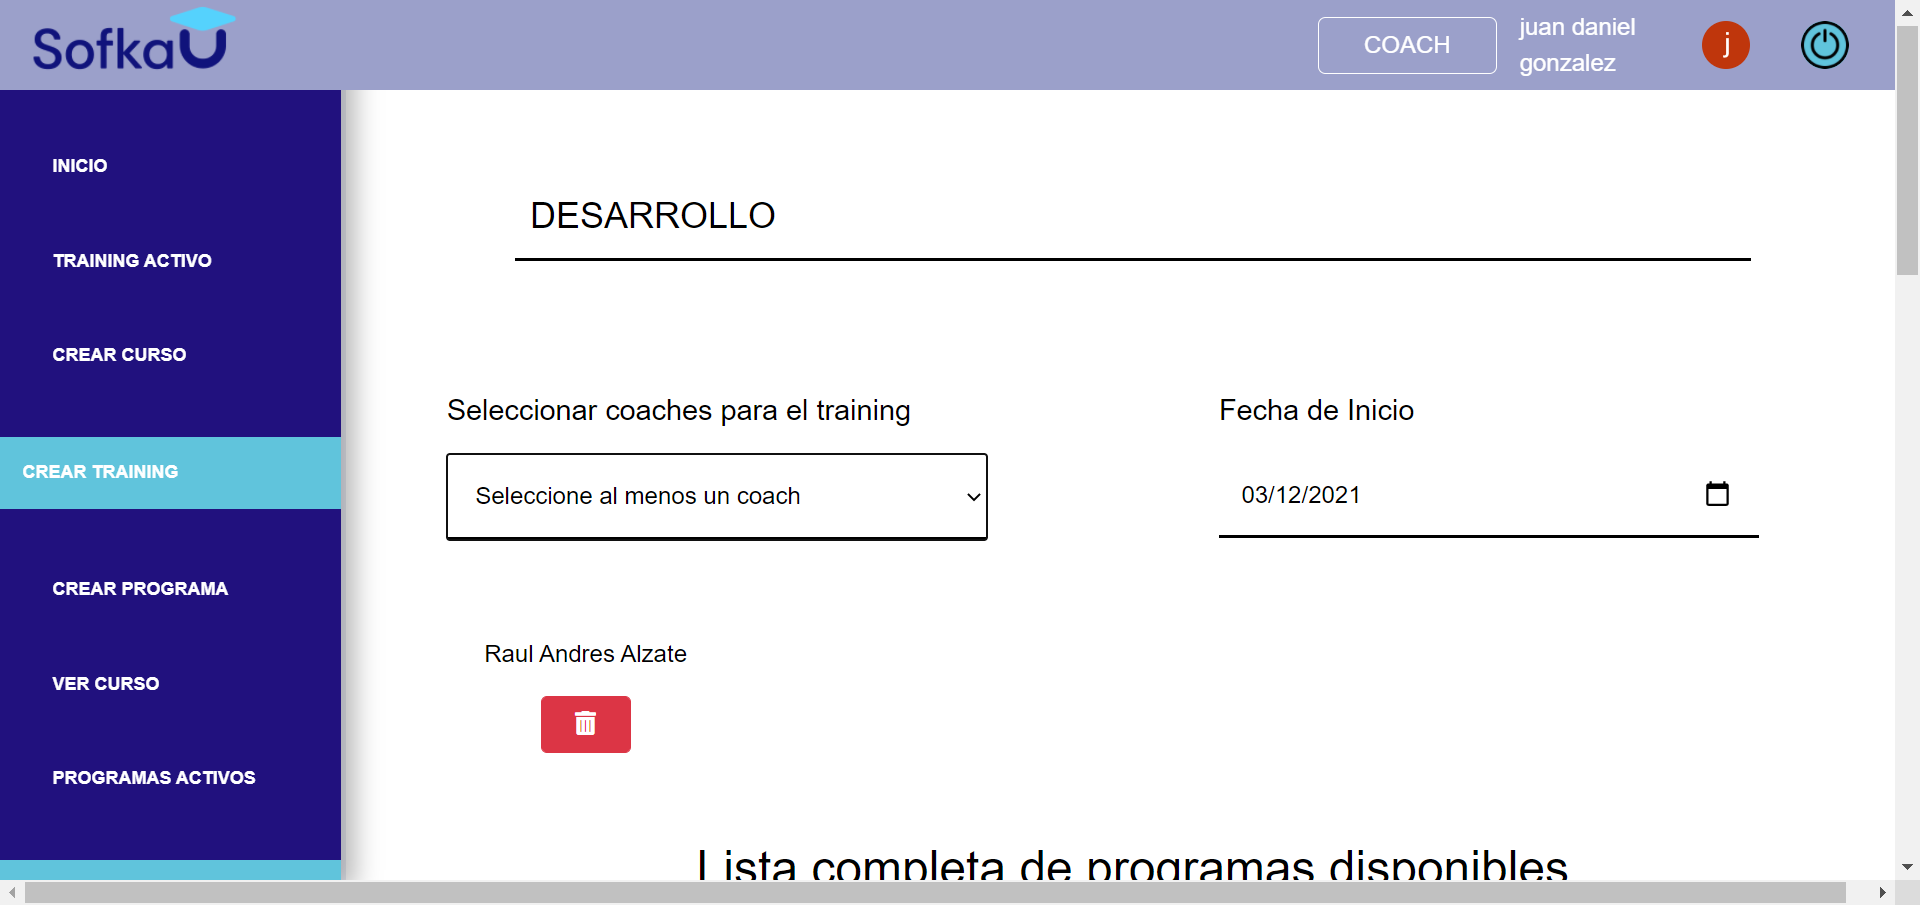 SofkaU
COACH
juan daniel
gonzalez
j
INICIO
TRAINING ACTIVO
CREAR CURSO
CREAR TRAINING
CREAR PROGRAMA
VER CURSO
PROGRAMAS ACTIVOS
DESARROLLO
Seleccionar coaches para el training
Seleccione al menos un coach
Fecha de Inicio
03/12/2021
Raul Andres Alzate
Lista completa de programas disponibles